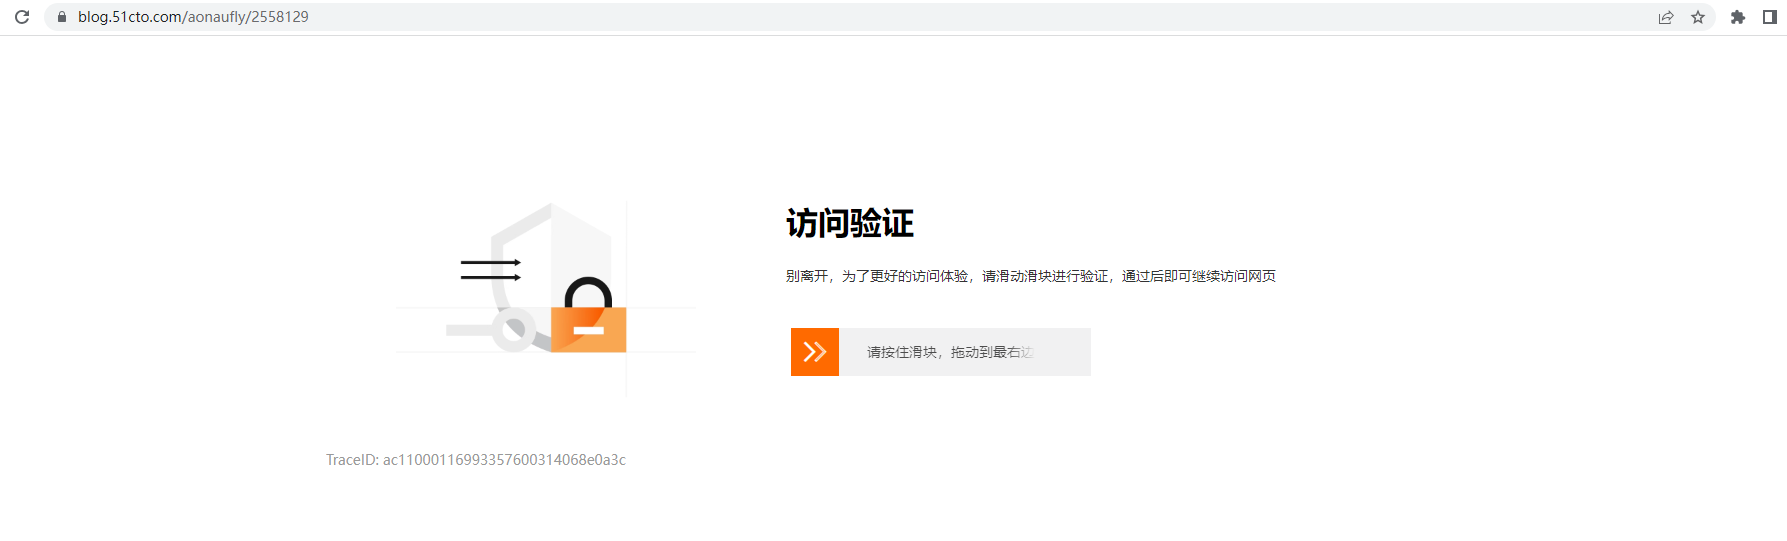 blog.51cto.com/aonaufly/2558129
访问验证
别离开，为了更好的访问体验，请滑动滑块进行验证，通过后即可继续访问网页
请按住滑块，拖动到最右边
TraceID: ac11000116993357600314068e0a3c